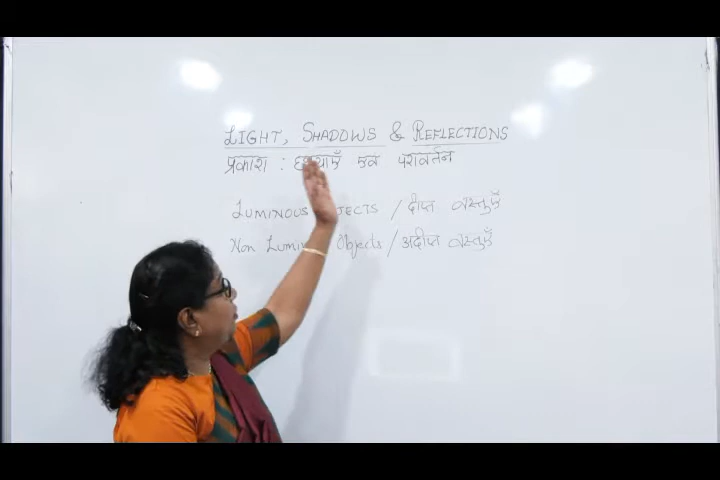 LIGHT, SHADOWS & REFLECTIONS
प्रकाश : एवं परावर्तन
LUMINOUS / दीप्त वस्तुएँ
Non Objects / अदीप्त वस्तुएँ